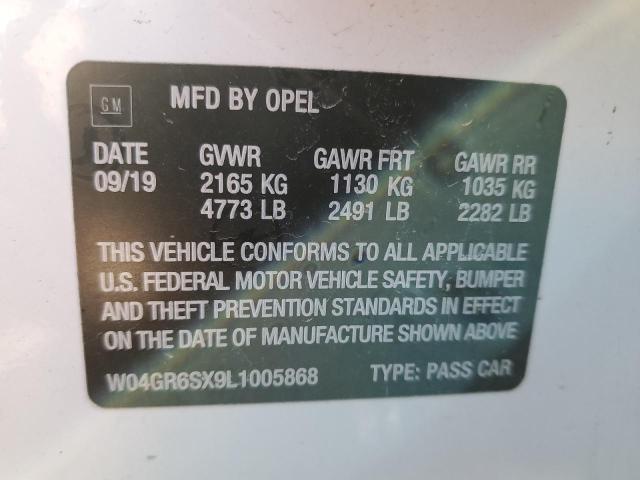 GM
MFD BY OPEL
DATE GVWR GAWR FRT GAWR RR
09/19 2165 KG 1130 KG 1035 KG
4773 LB 2491 LB 2282 LB
THIS VEHICLE CONFORMS TO ALL APPLICABLE
U.S. FEDERAL MOTOR VEHICLE SAFETY, BUMPER
AND THEFT PREVENTION STANDARDS IN EFFECT
ON THE DATE OF MANUFACTURE SHOWN ABOVE
W04GR6SX9L1005868 TYPE: PASS CAR